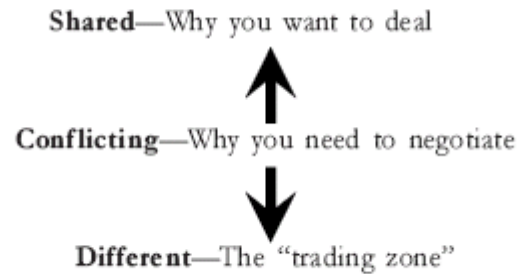 Shared—Why you want to deal
Conflicting—Why you need to negotiate
Different—The “trading zone”